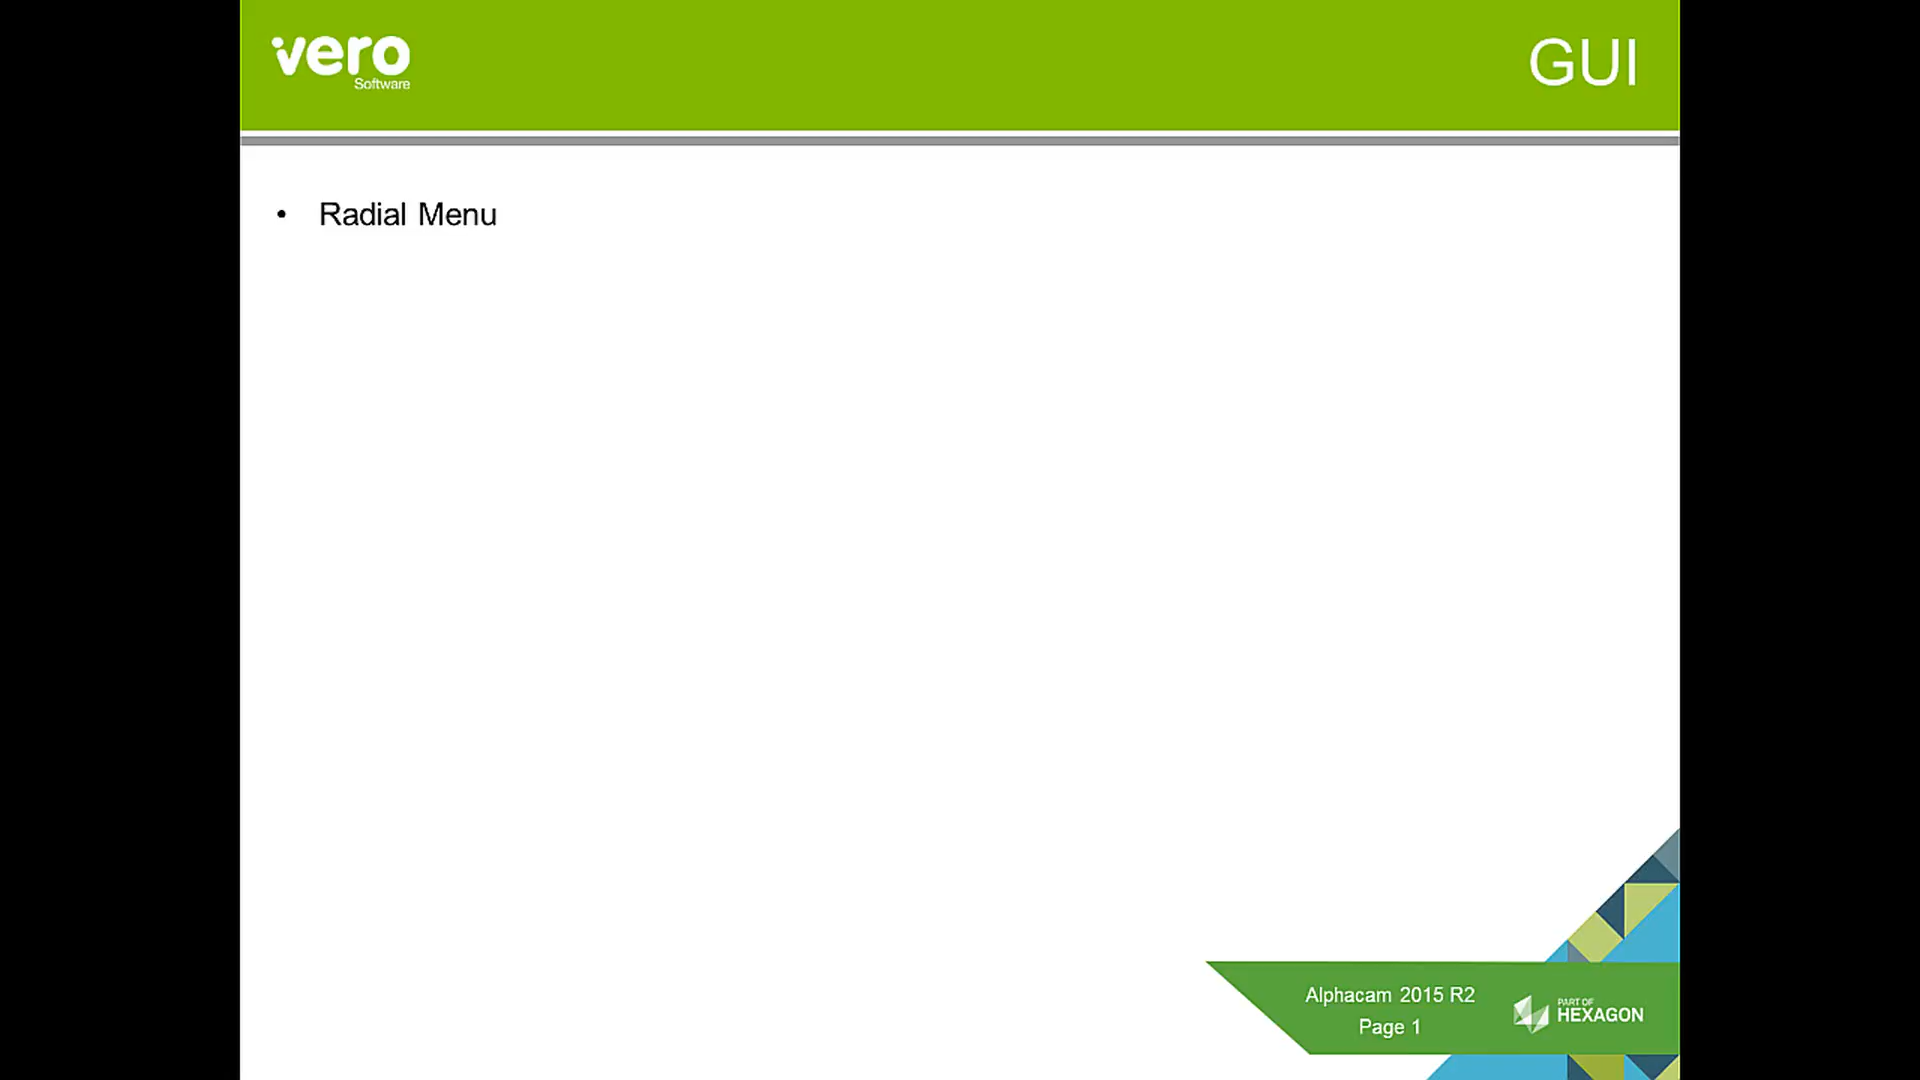 vero
Software
GUI
• Radial Menu
Alphacam 2015 R2
Page 1
PART OF
HEXAGON